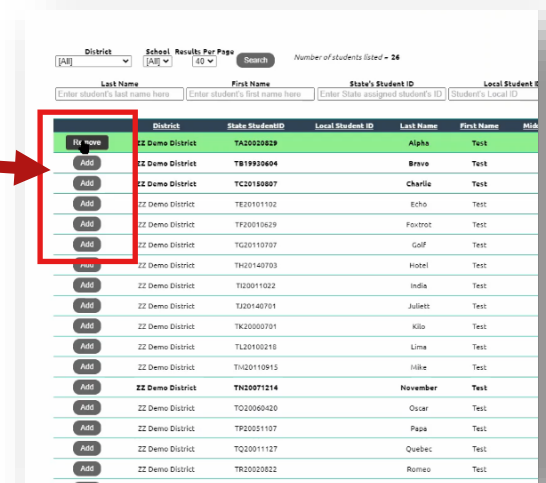 District School Results Per Page
[All] [All] 40 Search Number of students listed - 26
Last Name First Name State's Student ID Local Student
Enter student's last name here Enter student's first name here Enter State assigned student's ID Student's Local ID
District State StudentID Local Student ID Last Name First Name
Remove ZZ Demo District TA20020829 Alpha Test
Add ZZ Demo District TB19930604 Bravo Test
Add ZZ Demo District TC20150807 Charlie Test
Add ZZ Demo District TE20101102 Echo Test
Add ZZ Demo District TF20010629 Foxtrot Test
Add ZZ Demo District TG20110707 Golf Test
Add ZZ Demo District TH20140703 Hotel Test
Add ZZ Demo District TI20011022 India Test
Add ZZ Demo District TJ20140701 Juliett Test
Add ZZ Demo District TK20000701 Kilo Test
Add ZZ Demo District TL20100218 Lima Test
Add ZZ Demo District TM20110915 Mike Test
Add ZZ Demo District TN20071214 November Test
Add ZZ Demo District TO20060420 Oscar Test
Add ZZ Demo District TP20051107 Papa Test
Add ZZ Demo District TQ20011127 Quebec Test
Add ZZ Demo District TR20020822 Romeo Test